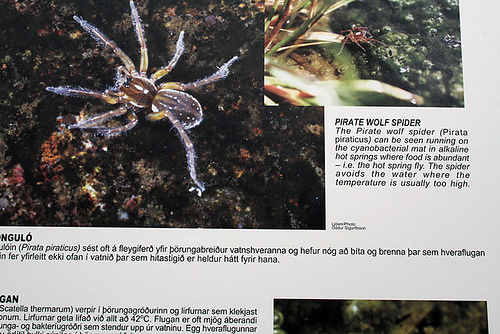 PIRATE WOLF SPIDER
The Pirate wolf spider (Pirata
piraticus) can be seen running on
the cyanobacterial mat in alkaline
hot springs where food is abundant
– i.e. the hot spring fly. The spider
avoids the water where the
temperature is usually too high.
Ljósm/Photo:
Oddur Sigurðsson
ONGULÓ
ulóin (Pirata piraticus) sést oft á fleygiferð yfir þörungabreiður vatnshveranna og hefur nóg að bíta og brenna þar sem hveraflugan
in fer yfirleitt ekki ofan í vatnið þar sem hitastigið er heldur hátt fyrir hana.
GAN
Scatella thermarum) verpir í þörungagróðurinn og lirfurnar sem klekjast
onum. Lirfurnar geta lifað við allt að 42°C. Flugan er oft mjög áberandi
unga- og bakteríugróðri sem stendur upp úr vatninu. Egg hveraflugunnar